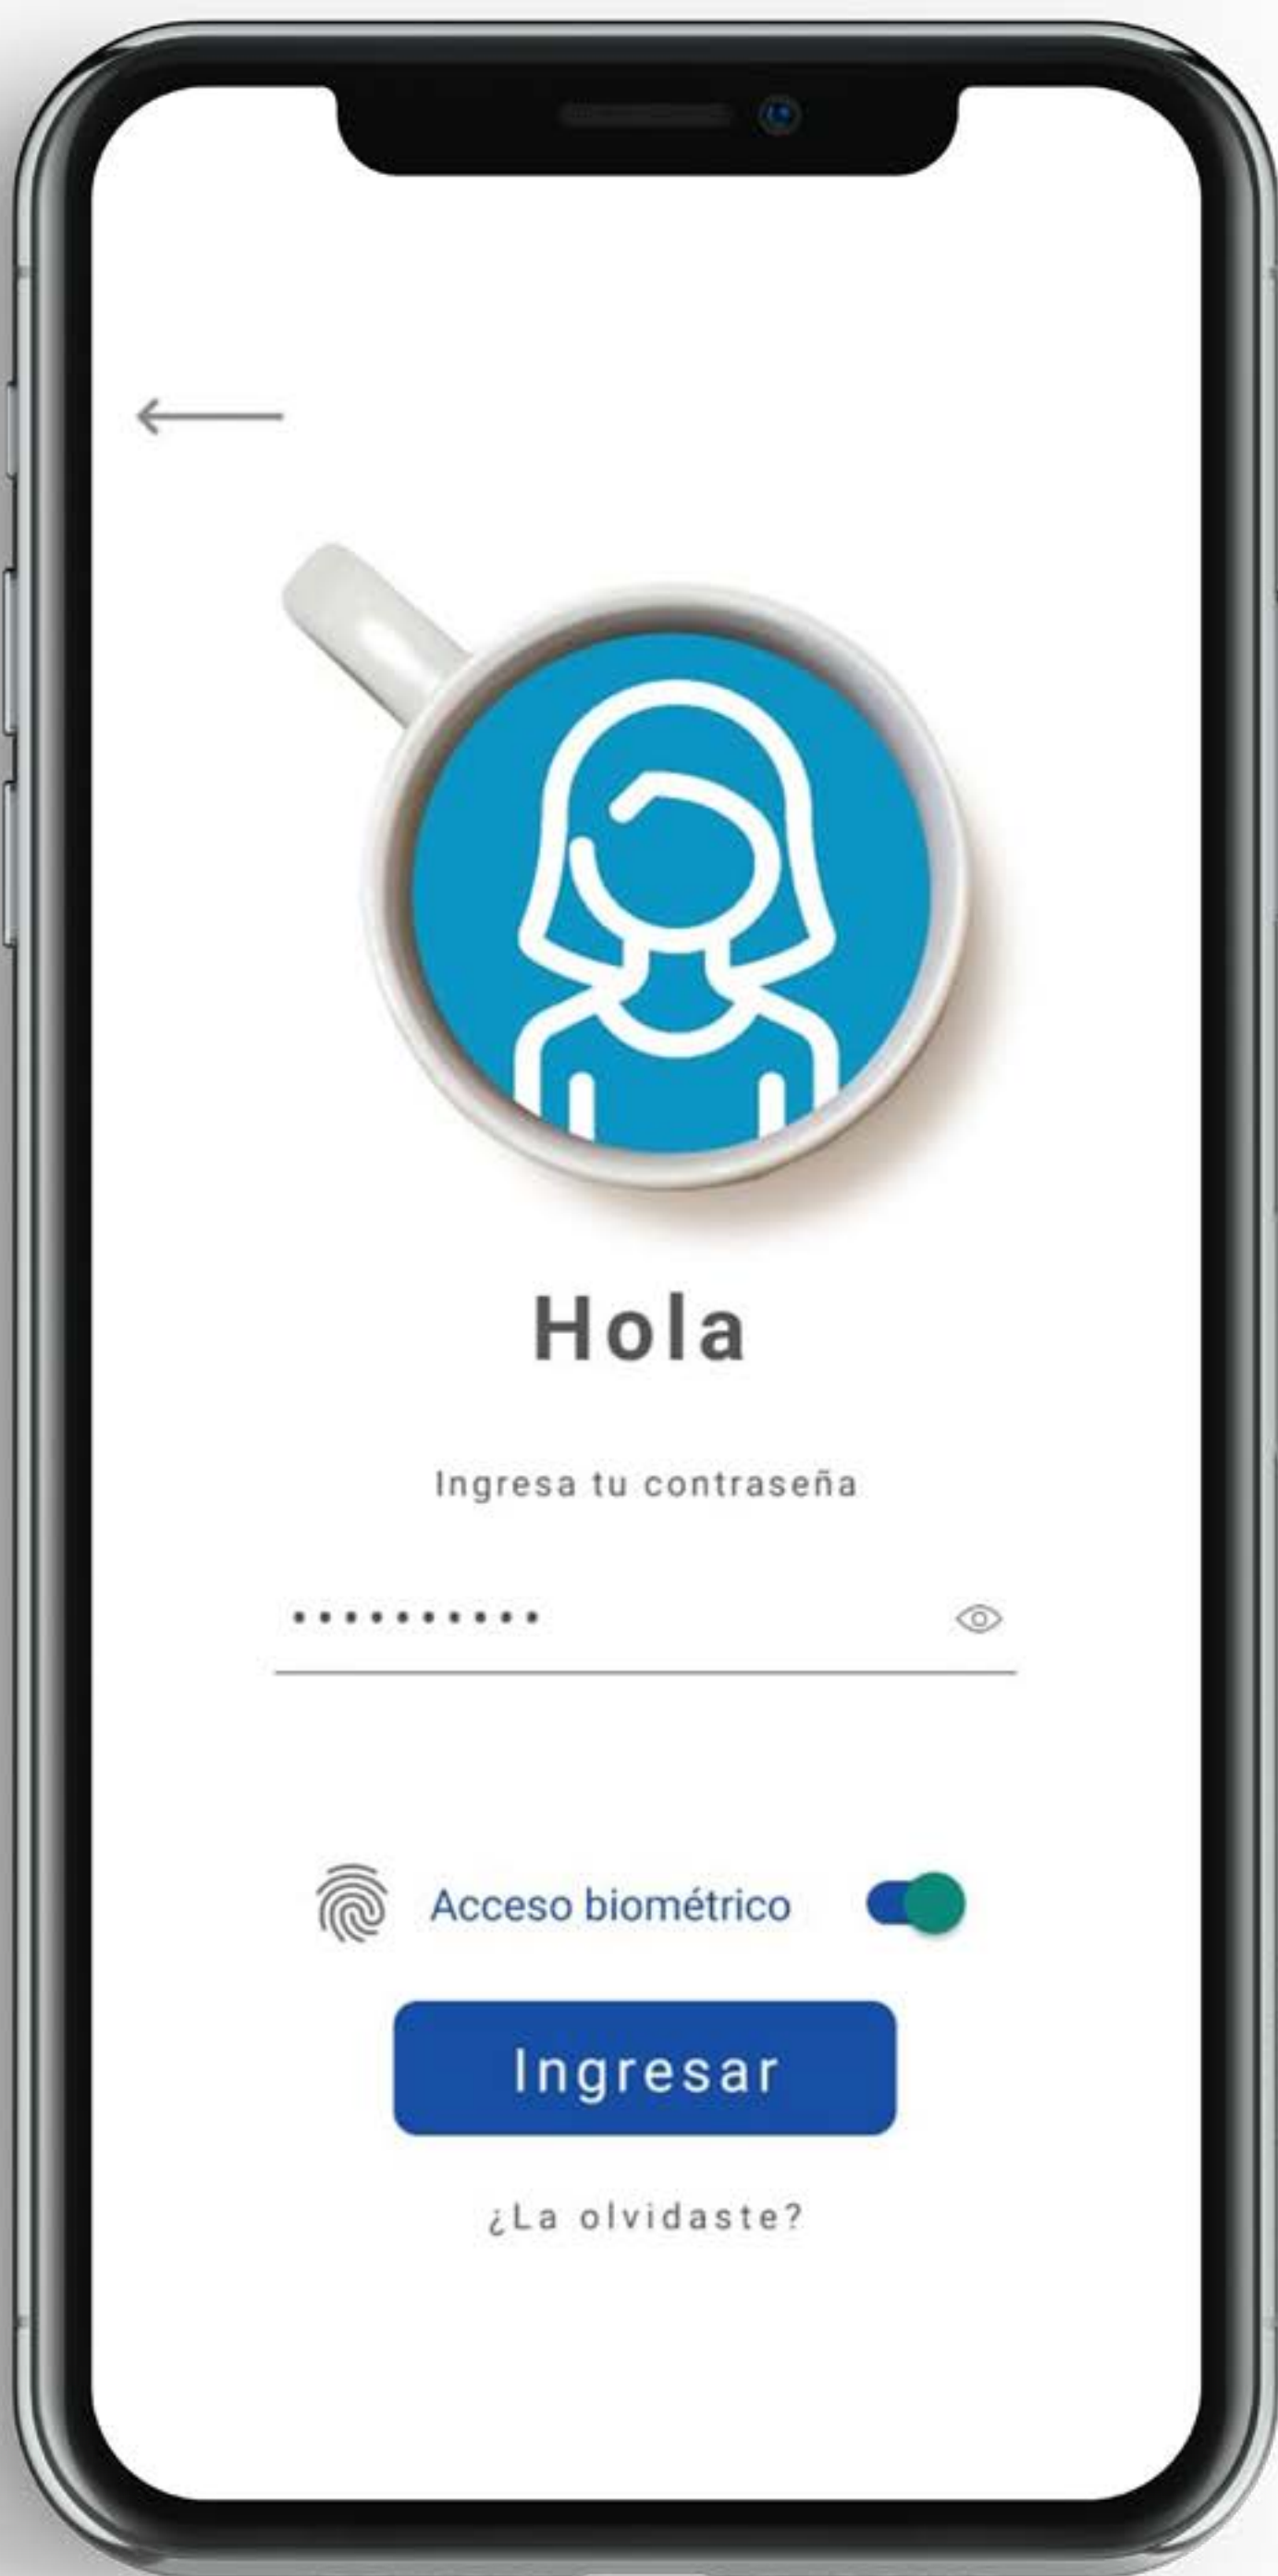 Hola
Ingresa tu contraseña
••••••••••
Acceso biométrico
Ingresar
¿La olvidaste?